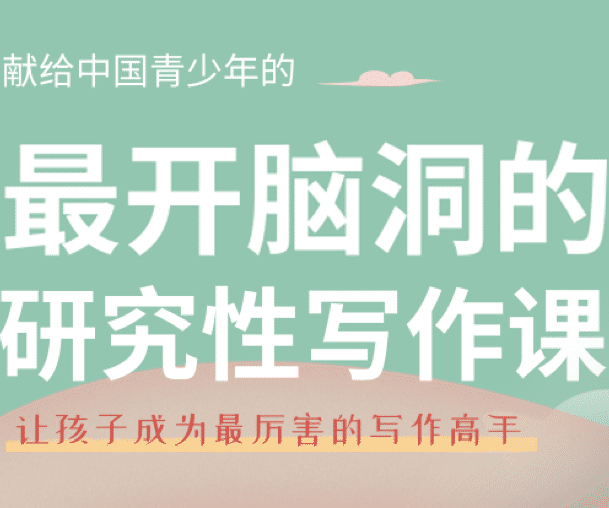 献给中国青少年的
最开脑洞的
研究性写作课
让孩子成为最厉害的写作高手